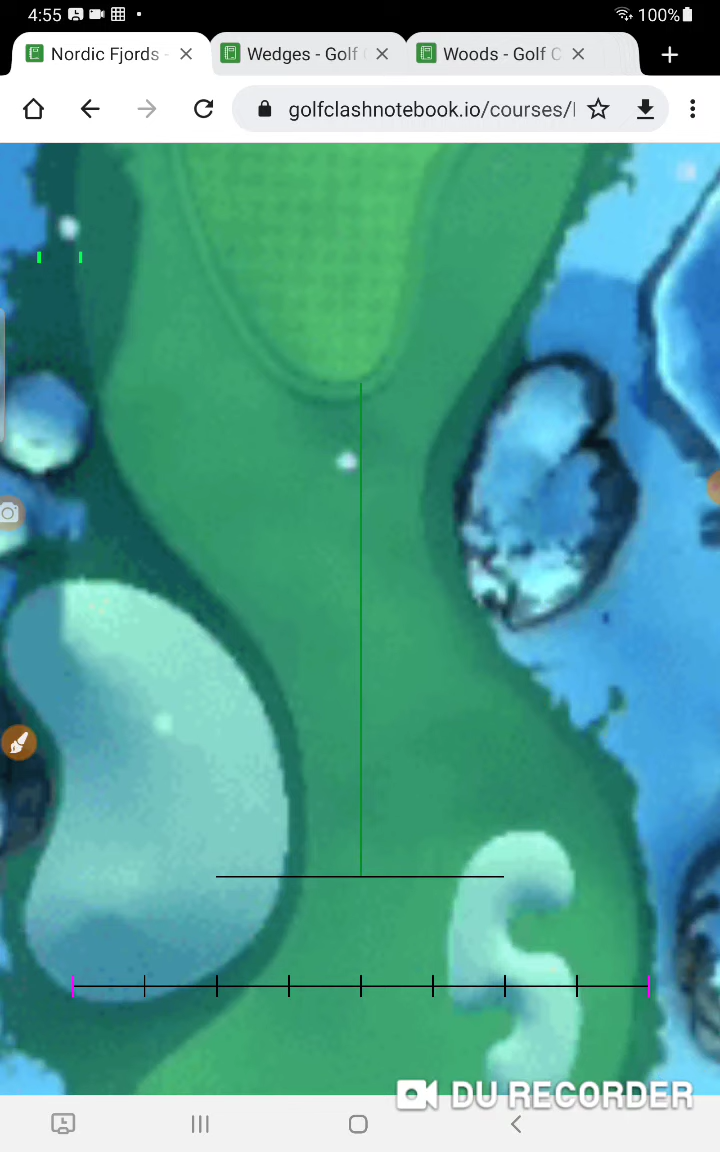 4:55
100%
Nordic Fjords -
Wedges - Golf
Woods - Golf C
golfclashnotebook.io/courses/
DU RECORDER